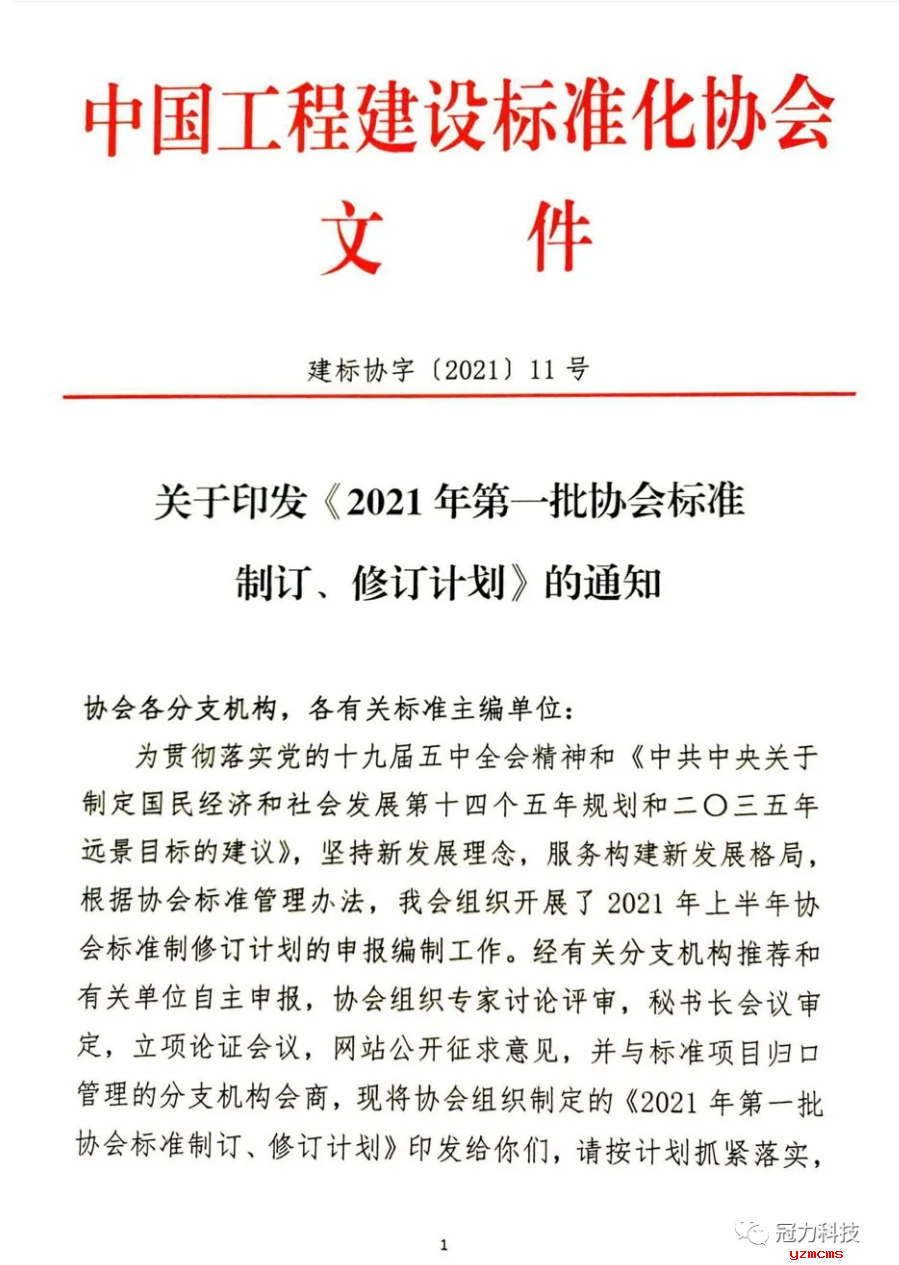 中国工程建设标准化协会
文 件
建标协字〔2021〕11 号
关于印发《2021 年第一批协会标准
制订、修订计划》的通知
协会各分支机构，各有关标准主编单位：
为贯彻落实党的十九届五中全会精神和《中共中央关于
制定国民经济和社会发展第十四个五年规划和二〇三五年
远景目标的建议》，坚持新发展理念，服务构建新发展格局，
根据协会标准管理办法，我会组织开展了 2021 年上半年协
会标准制修订计划的申报编制工作。经有关分支机构推荐和
有关单位自主申报，协会组织专家讨论评审，秘书长会议审
定，立项论证会议，网站公开征求意见，并与标准项目归口
管理的分支机构会商，现将协会组织制定的《2021 年第一批
协会标准制订、修订计划》印发给你们，请按计划抓紧落实，
1
冠力科技
yzmcms